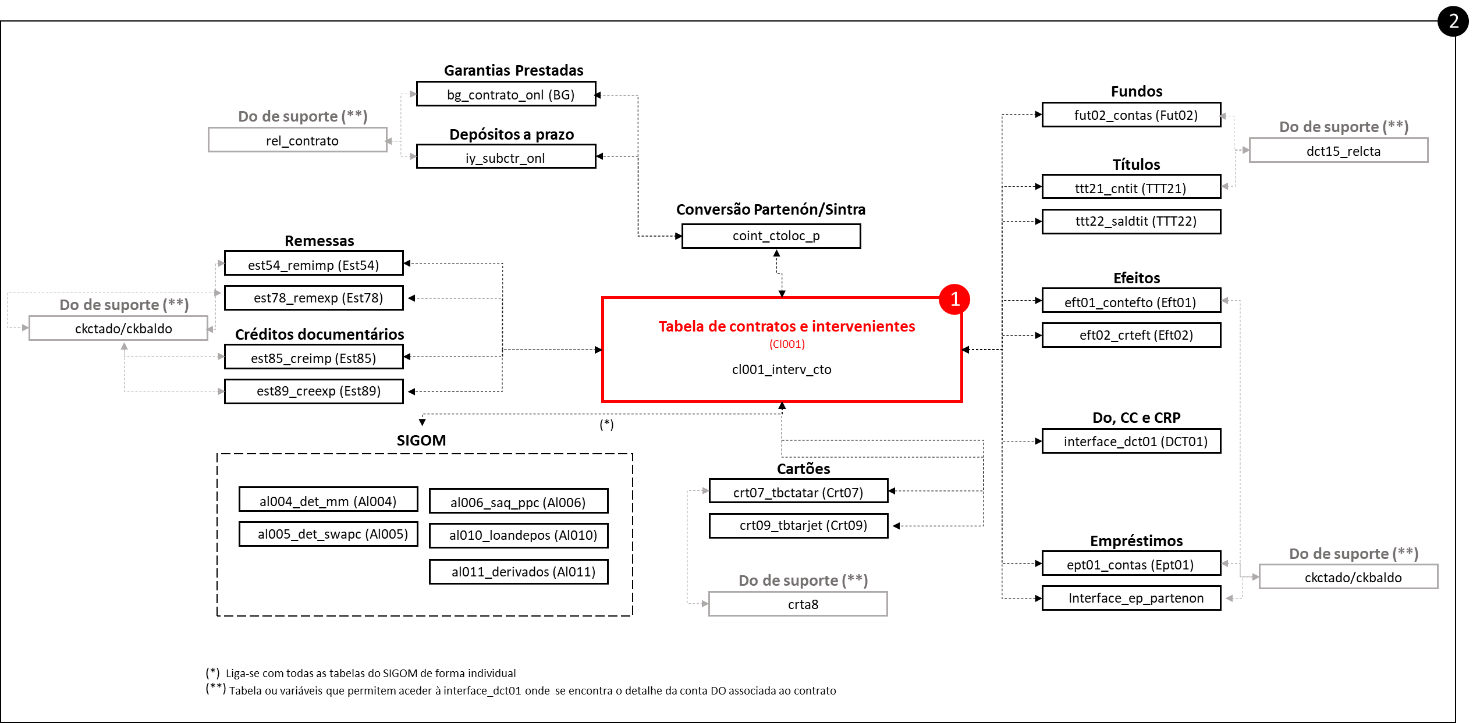 2
Garantias Prestadas
bg_contrato_onl (BG)
Do de suporte (**)
rel_contrato
Depósitos a prazo
iy_subctr_onl
Fundos
fut02_contas (Fut02)
Do de suporte (**)
dct15_relcta
Títulos
ttt21_cntit (TTT21)
ttt22_saldtit (TTT22)
Conversão Partenón/Sintra
coint_ctoloc_p
Remessas
est54_remimp (Est54)
est78_remexp (Est78)
Do de suporte (**)
ckctado/ckbaldo
Créditos documentários
est85_creimp (Est85)
est89_creexp (Est89)
1
Tabela de contratos e intervenientes
(Cl001)
cl001_interv_cto
Efeitos
eft01_contefto (Eft01)
eft02_crteft (Eft02)
Do, CC e CRP
interface_dct01 (DCT01)
(*)
SIGOM
al004_det_mm (Al004)
al005_det_swapc (Al005)
al006_saq_ppc (Al006)
al010_loandepos (Al010)
al011_derivados (Al011)
Cartões
crt07_tbctatar (Crt07)
crt09_tbtarjet (Crt09)
Do de suporte (**)
crta8
Empréstimos
ept01_contas (Ept01)
Interface_ep_partenon
Do de suporte (**)
ckctado/ckbaldo
(*) Liga-se com todas as tabelas do SIGOM de forma individual
(**) Tabela ou variáveis que permitem aceder à interface_dct01 onde se encontra o detalhe da conta DO associada ao contrato